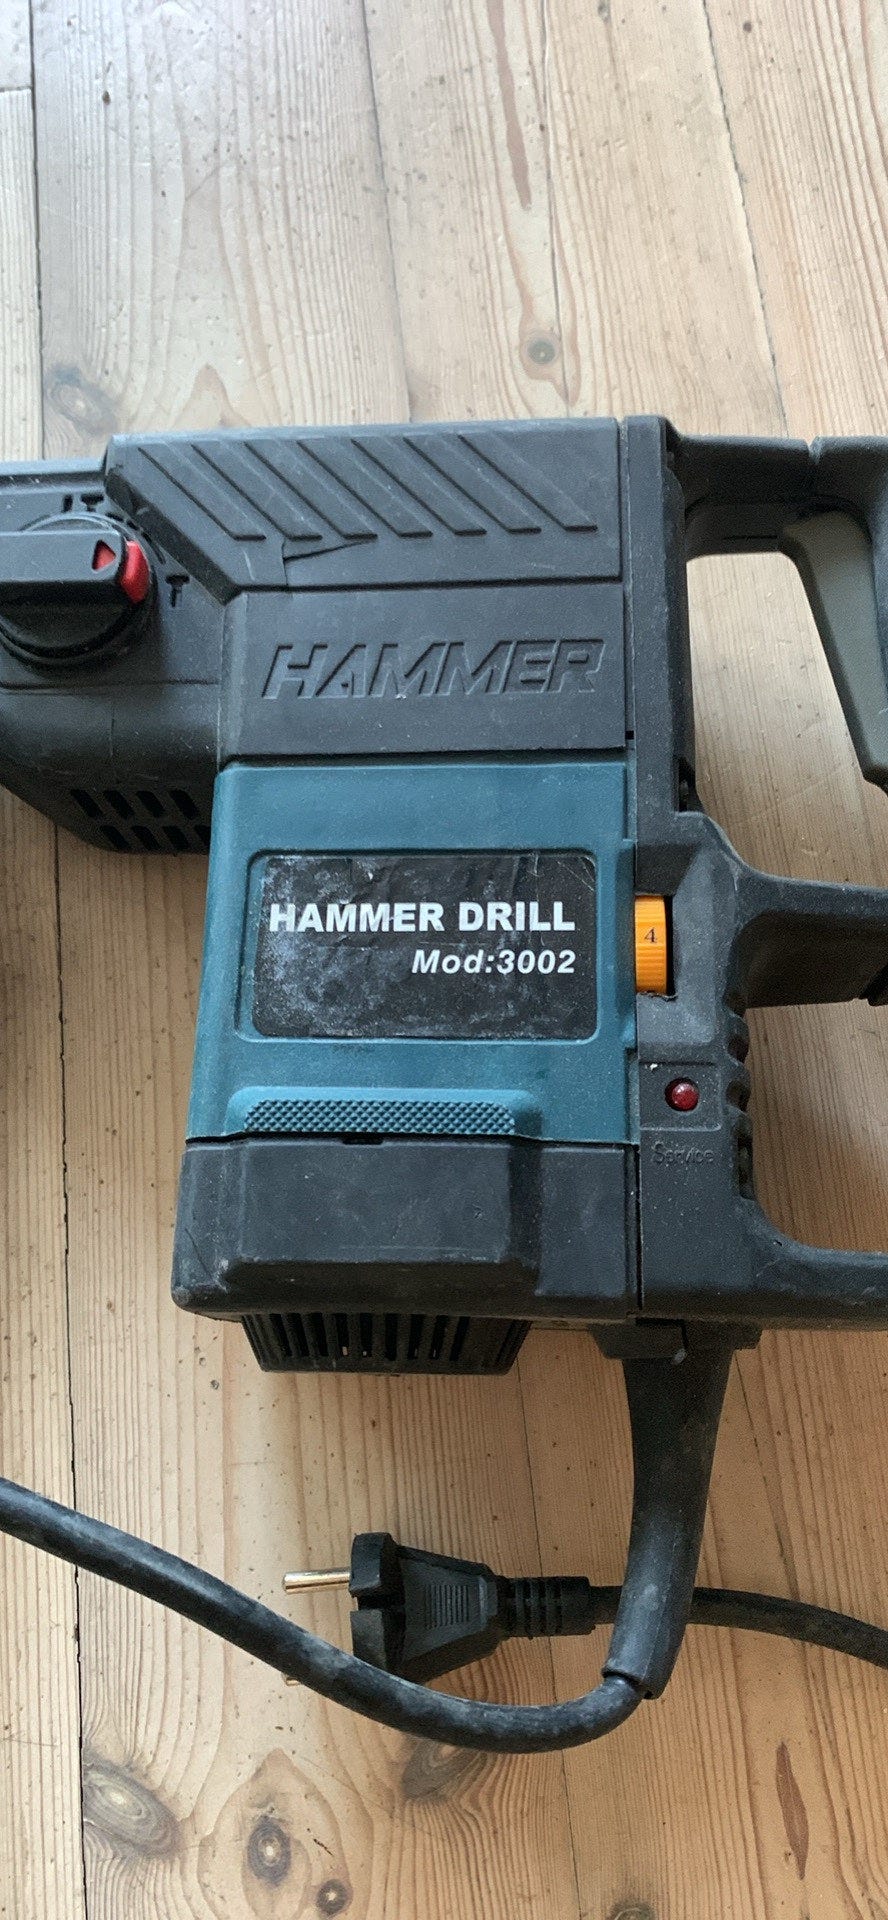 HAMMER
HAMMER DRILL
Mod:3002
4
Service